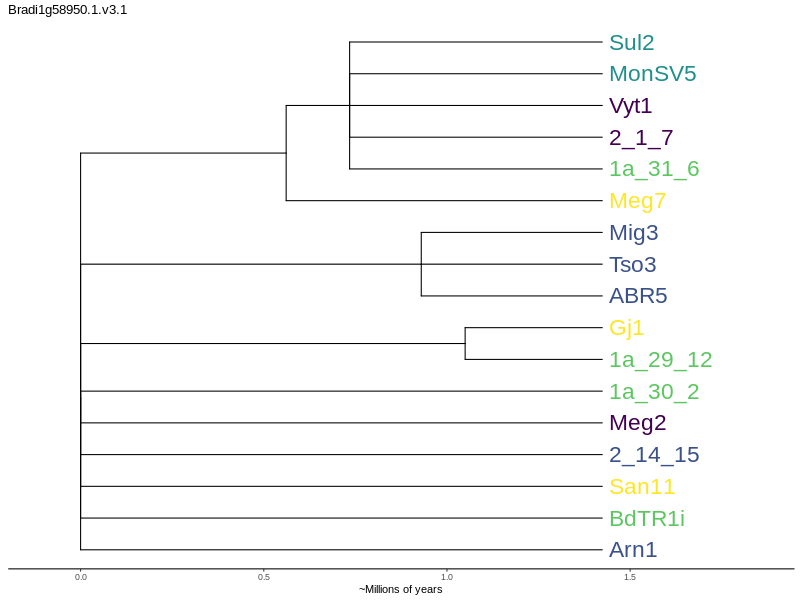 Bradi1g58950.1.v3.1
Sul2
MonSV5
Vyt1
2_1_7
1a_31_6
Meg7
Mig3
Tso3
ABR5
Gj1
1a_29_12
1a_30_2
Meg2
2_14_15
San11
BdTR1i
Arn1
0.0 0.5 1.0 1.5
~Millions of years